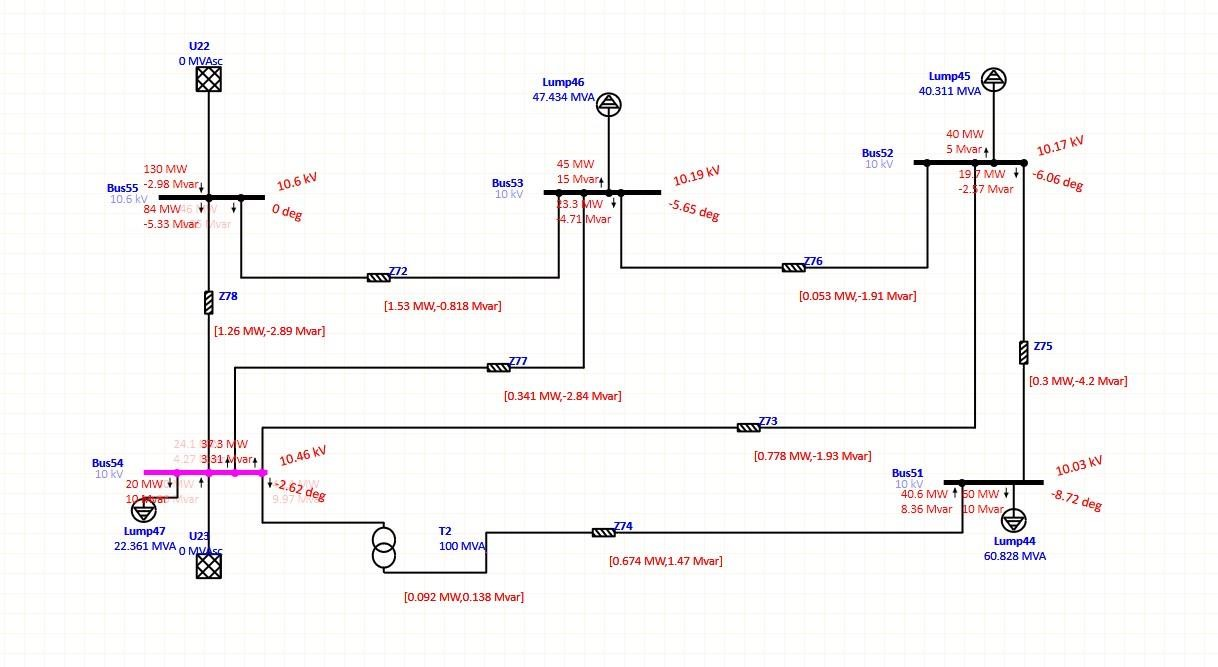 U22
0 MVAsc
Lump46
47.434 MVA
Lump45
40.311 MVA
130 MW
-2.98 Mvar
Bus55
10.6 kV
10.6 kV
0 deg
84 MW
-5.33 Mvar
45 MW
15 Mvar
Bus53
10 kV
10.19 kV
-5.65 deg
23.3 MW
-4.71 Mvar
40 MW
5 Mvar
Bus52
10 kV
10.17 kV
-6.06 deg
19.7 MW
-2.57 Mvar
Z72
[1.53 MW,-0.818 Mvar]
Z76
[0.053 MW,-1.91 Mvar]
Z78
[1.26 MW,-2.89 Mvar]
Z77
[0.341 MW,-2.84 Mvar]
Z75
[0.3 MW,-4.2 Mvar]
Z73
[0.778 MW,-1.93 Mvar]
24.1
37.3 MW
4.27
3.31 Mvar
Bus54
10 kV
10.46 kV
-2.62 deg
20 MW
10 Mvar
9.97
Lump47
22.361 MVA
U23
0 MVAsc
T2
100 MVA
[0.092 MW,0.138 Mvar]
Z74
[0.674 MW,1.47 Mvar]
Bus51
10 kV
10.03 kV
-8.72 deg
40.6 MW
8.36 Mvar
60 MW
10 Mvar
Lump44
60.828 MVA